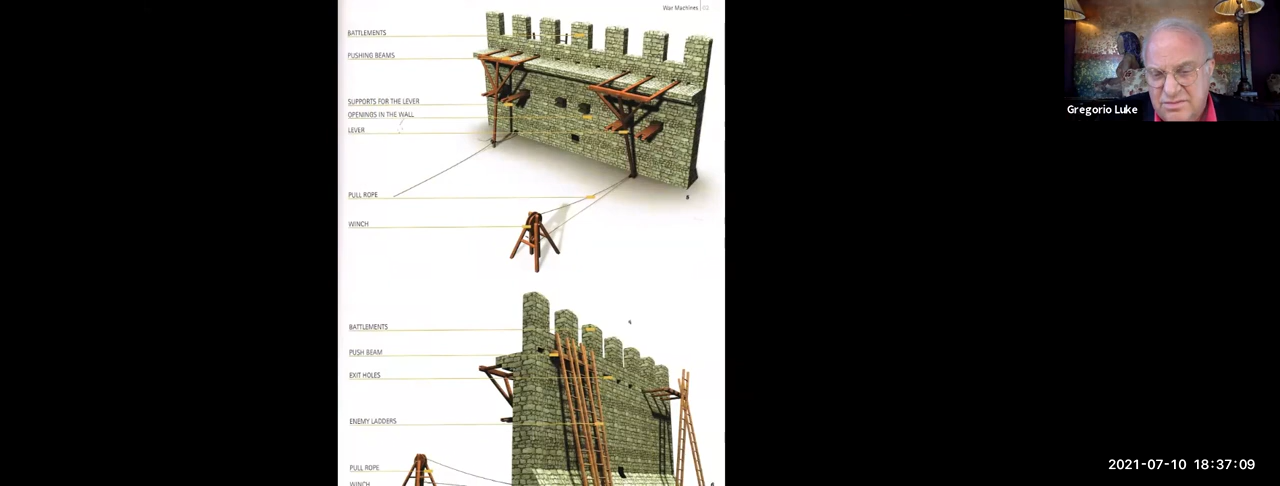 War Machines
BATTLEMENTS
PUSHING BEAMS
SUPPORTS FOR THE LEVER
OPENINGS IN THE WALL
LEVER
PULL ROPE
WINCH
BATTLEMENTS
PUSH BEAM
EXIT HOLES
ENEMY LADDERS
PULL ROPE
WINCH
Gregorio Luke
2021-07-10 18:37:09